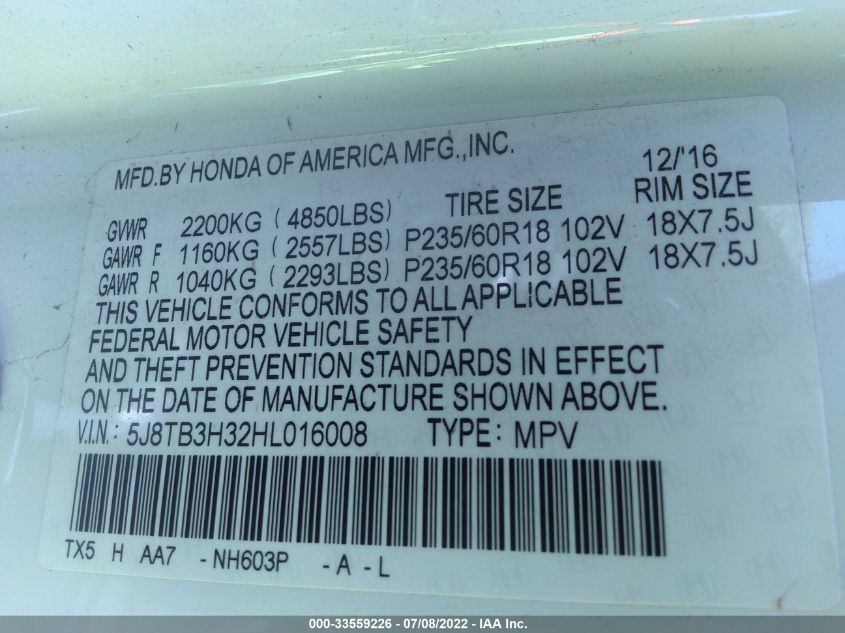 MFD.BY HONDA OF AMERICA MFG.,INC. 12/'16
TIRE SIZE RIM SIZE
GVWR 2200KG (4850LBS)
GAWR F 1160KG (2557LBS) P235/60R18 102V 18X7.5J
GAWR R 1040KG (2293LBS) P235/60R18 102V 18X7.5J
THIS VEHICLE CONFORMS TO ALL APPLICABLE
FEDERAL MOTOR VEHICLE SAFETY
AND THEFT PREVENTION STANDARDS IN EFFECT
ON THE DATE OF MANUFACTURE SHOWN ABOVE.
V.I.N.: 5J8TB3H32HL016008 TYPE: MPV
TX5 H AA7 - NH603P - A - L
000-33559226 - 07/08/2022 - IAA Inc.